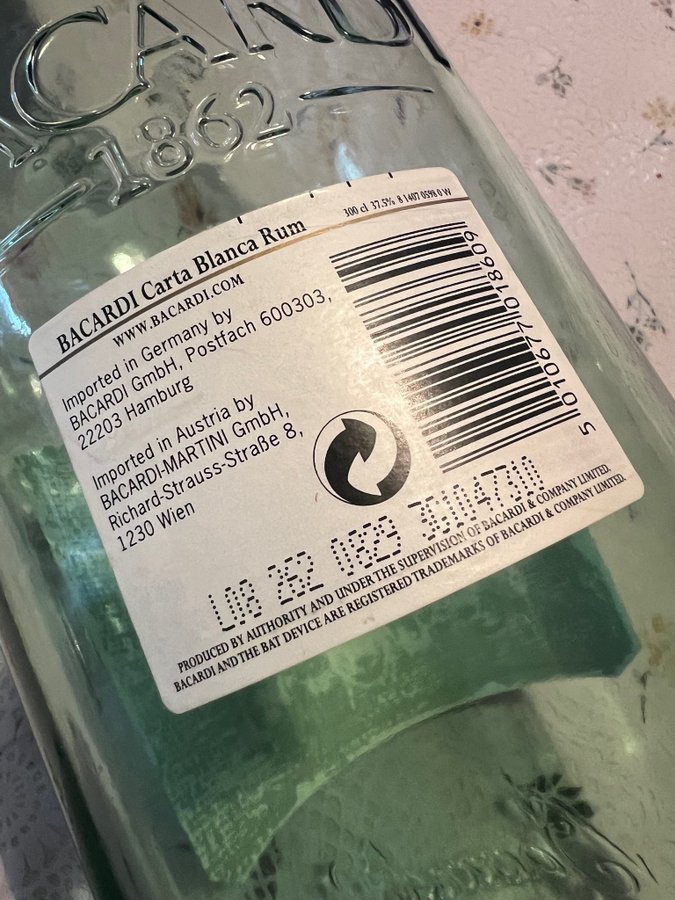 1862
300 cl 37.5% 8 1407 0598 0 W
BACARDI Carta Blanca Rum
WWW.BACARDI.COM
Imported in Germany by
BACARDI GmbH, Postfach 600303,
22203 Hamburg
Imported in Austria by
BACARDI-MARTINI GmbH,
Richard-Strauss-Straße 8,
1230 Wien
5 010677 018609
L08 262 0829
PRODUCED BY AUTHORITY AND UNDER THE SUPERVISION OF BACARDI & COMPANY LIMITED.
BACARDI AND THE BAT DEVICE ARE REGISTERED TRADEMARKS OF BACARDI & COMPANY LIMITED.